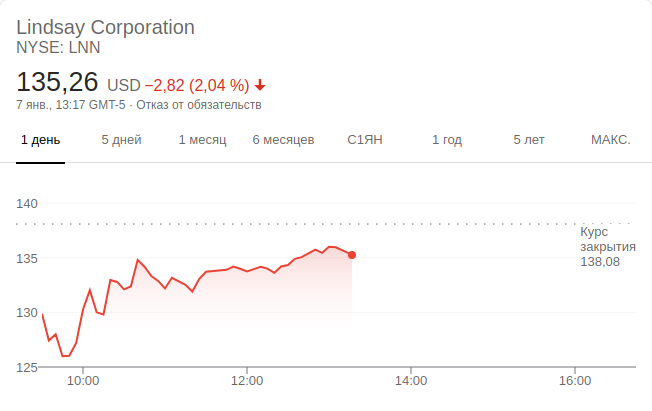 Lindsay Corporation
NYSE: LNN
135,26 USD −2,82 (2,04 %)
7 янв., 13:17 GMT-5 · Отказ от обязательств
1 день 5 дней 1 месяц 6 месяцев С1ЯН 1 год 5 лет МАКС.
140
Курс
закрытия
138,08
135
130
125
10:00 12:00 14:00 16:00